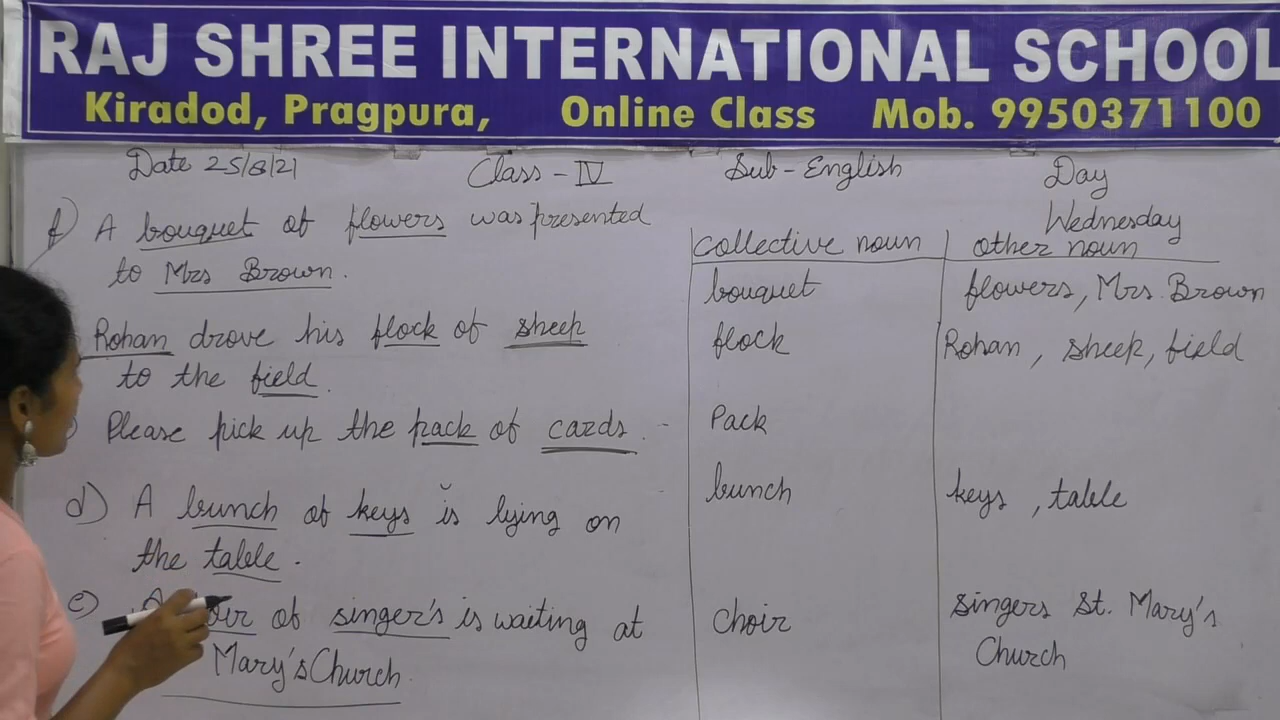 RAJ SHREE INTERNATIONAL SCHOOL
Kiradod, Pragpura, Online Class Mob. 9950371100
Date 25/8/21 Class - IV Sub - English Day
Wednesday
f) A bouquet of flowers was presented
to Mrs Brown.
Rohan drove his flock of sheep
to the field.
Please pick up the pack of cards.
d) A bunch of keys is lying on
the table.
e) A of singer's is waiting at
Mary's Church.
collective noun other noun
bouquet flowers, Mrs. Brown
flock Rohan, sheep, field
Pack
bunch keys, table
choir singers St. Mary's
Church